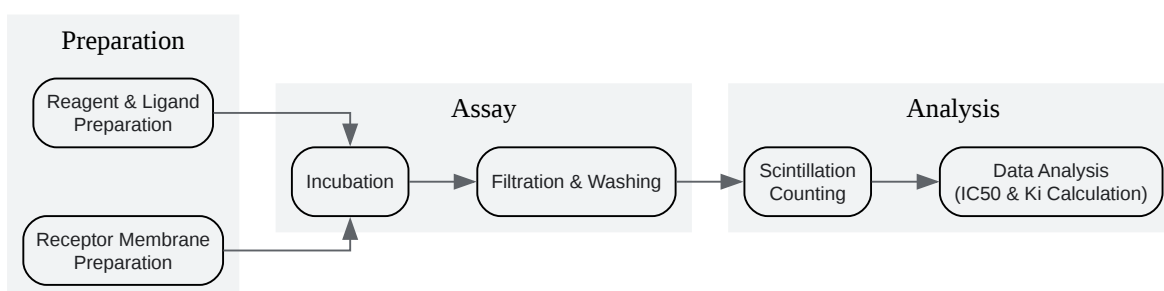 Preparation
Reagent & Ligand
Preparation
Receptor Membrane
Preparation
Assay
Incubation
Filtration & Washing
Analysis
Scintillation
Counting
Data Analysis
(IC50 & Ki Calculation)